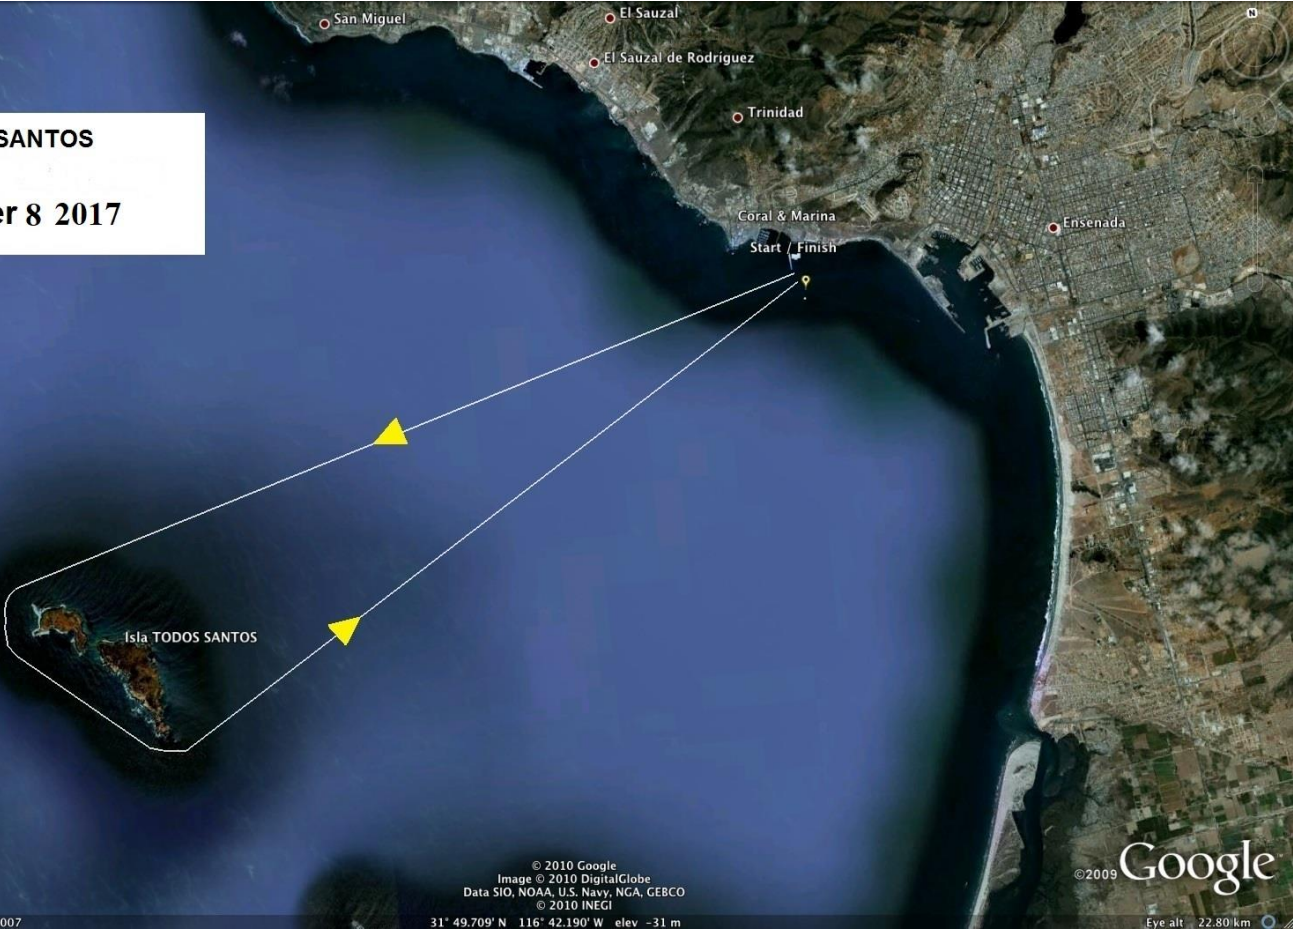 San Miguel
El Sauzal
El Sauzal de Rodríguez
Trinidad
SANTOS
er 8 2017
Coral & Marina
Start / Finish
Ensenada
Isla TODOS SANTOS
© 2010 Google
Image © 2010 DigitalGlobe
Data SIO, NOAA, U.S. Navy, NGA, GEBCO
© 2010 INEGI
©2009 Google
007
31° 49.709' N 116° 42.190' W elev -31 m
Eye alt 22.80 km
N